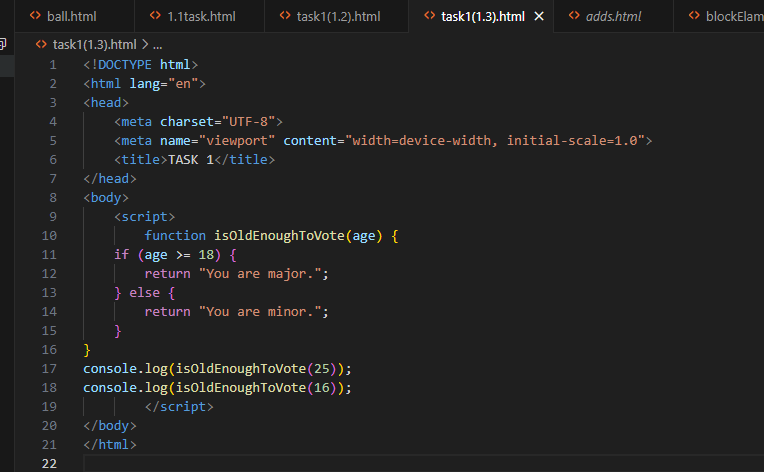 ball.html 1.1task.html task1(1.2).html task1(1.3).html adds.html blockElam
task1(1.3).html > ...
1 <!DOCTYPE html>
2 <html lang="en">
3 <head>
4     <meta charset="UTF-8">
5     <meta name="viewport" content="width=device-width, initial-scale=1.0">
6     <title>TASK 1</title>
7 </head>
8 <body>
9     <script>
10         function isOldEnoughToVote(age) {
11     if (age >= 18) {
12         return "You are major.";
13     } else {
14         return "You are minor.";
15     }
16 }
17 console.log(isOldEnoughToVote(25));
18 console.log(isOldEnoughToVote(16));
19         </script>
20 </body>
21 </html>
22